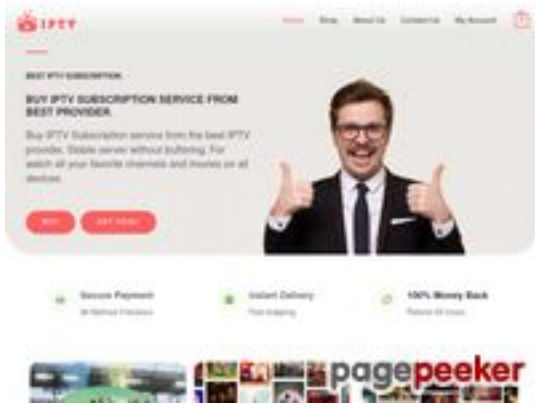 IPTV
Home Shop About Us Contact Us My Account
BEST IPTV SUBSCRIPTION
BUY IPTV SUBSCRIPTION SERVICE FROM
BEST PROVIDER
Buy IPTV Subscription service from the best IPTV
provider. Stable server without buffering. For
watch all your favorite channels and movies on all
devices.
BUY GET DEAL
Secure Payment Instant Delivery 100% Money Back
pagepeeker